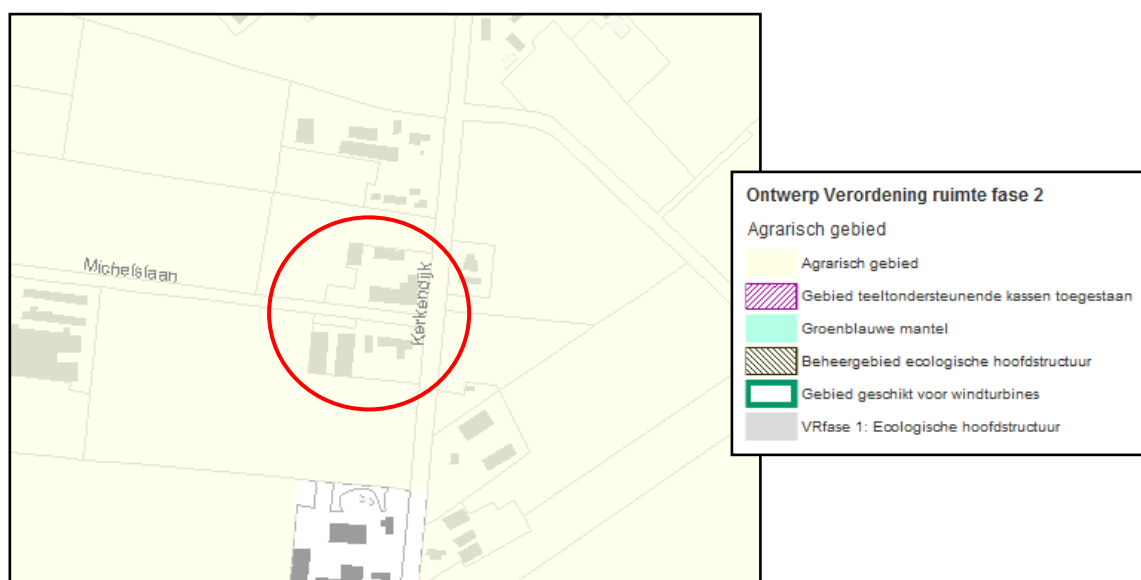 Michelslaan
Kerkendijk
Ontwerp Verordening ruimte fase 2
Agrarisch gebied
Agrarisch gebied
Gebied teeltondersteunende kassen toegestaan
Groenblauwe mantel
Beheergebied ecologische hoofdstructuur
Gebied geschikt voor windturbines
VRfase 1: Ecologische hoofdstructuur